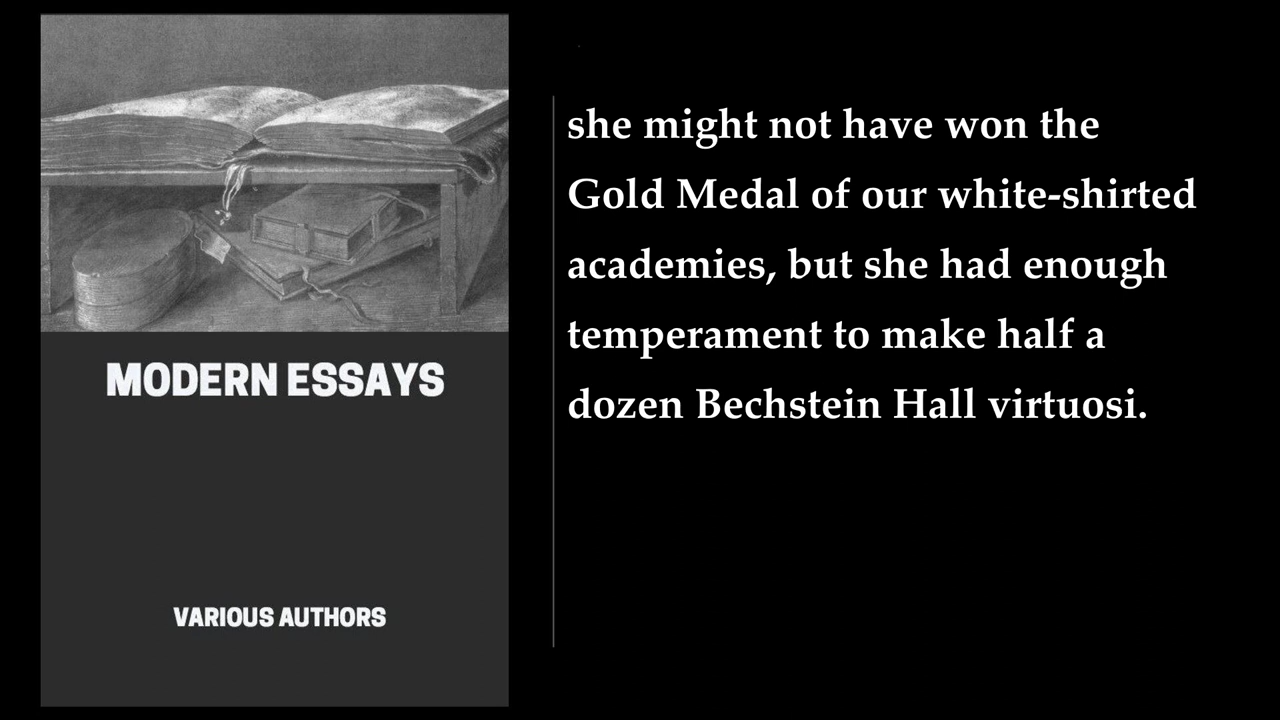 MODERN ESSAYS
VARIOUS AUTHORS
she might not have won the
Gold Medal of our white-shirted
academies, but she had enough
temperament to make half a
dozen Bechstein Hall virtuosi.